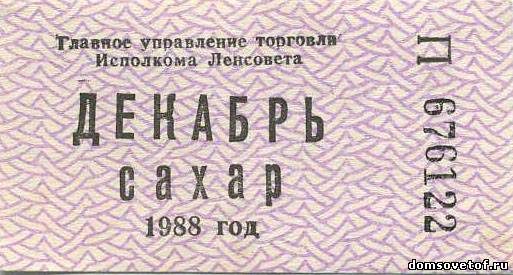 Главное управление торговли
Исполкома Ленсовета
ДЕКАБРЬ
сахар
1988 год
П 676122
domsovetof.ru